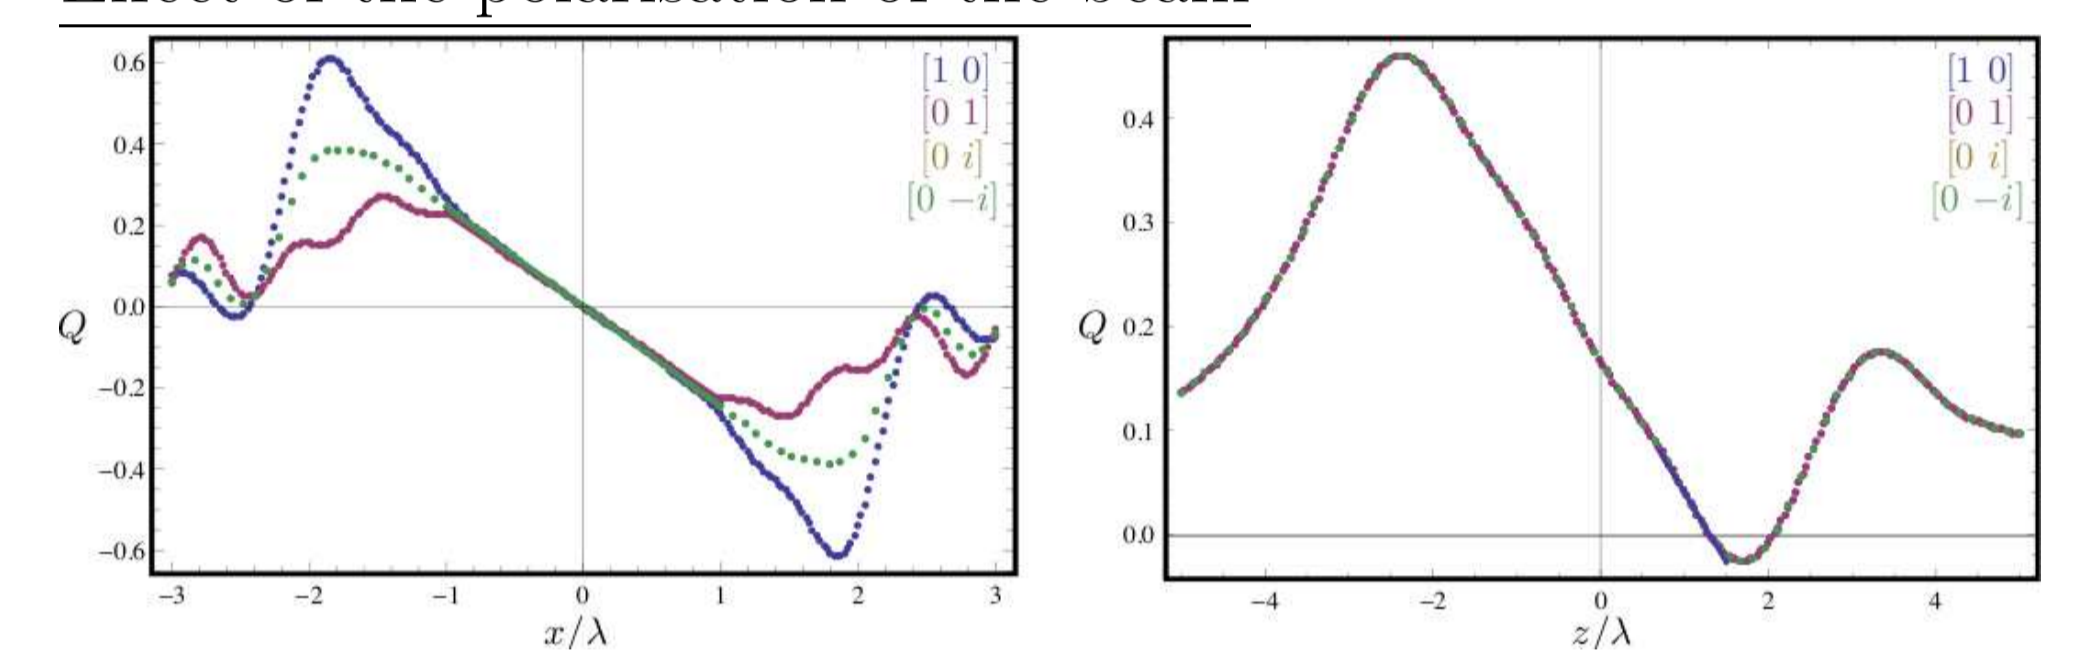 Effect of the polarisation of the beam
0.6
0.4
0.2
0.0
−0.2
−0.4
−0.6
Q
[1 0]
[0 1]
[0 i]
[0 −i]
−3 −2 −1 0 1 2 3
x/λ
0.4
0.3
0.2
0.1
0.0
Q
[1 0]
[0 1]
[0 i]
[0 −i]
−4 −2 0 2 4
z/λ